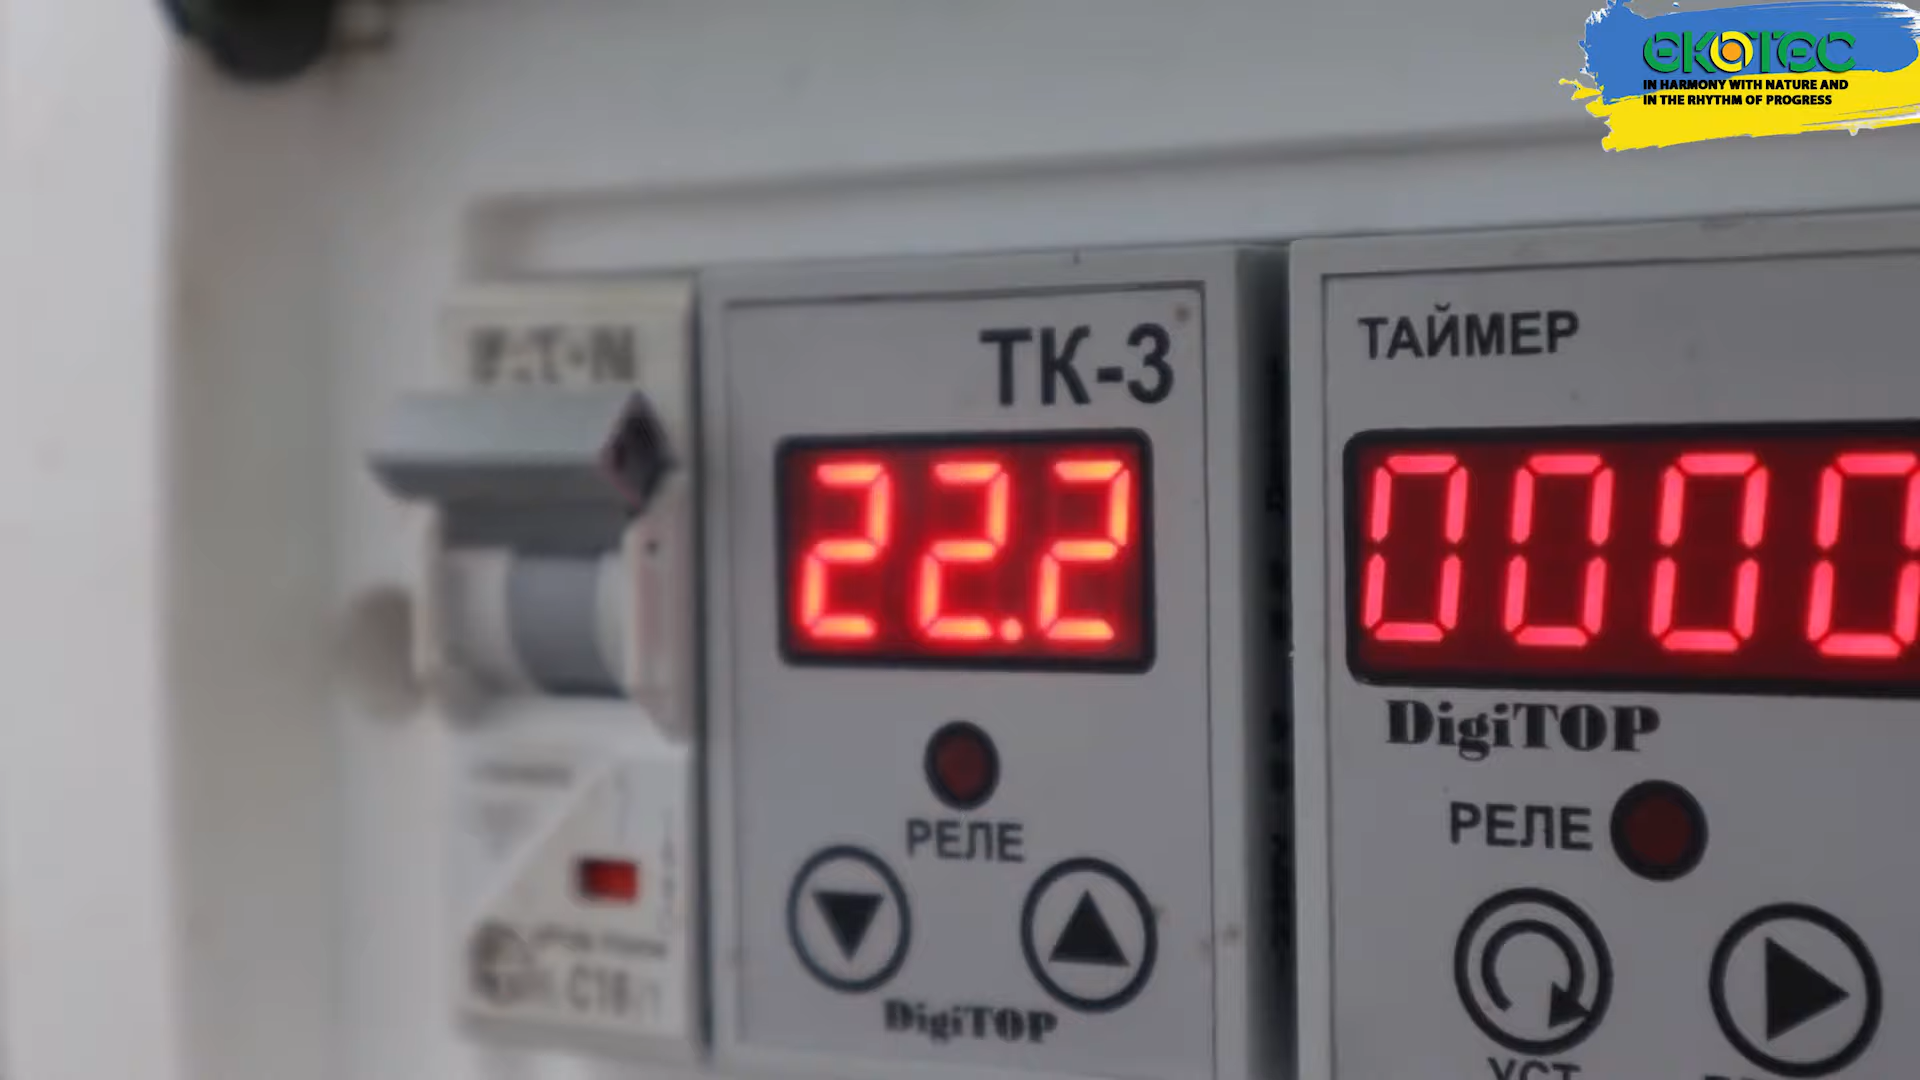 ЕКОТЕС
IN HARMONY WITH NATURE AND
IN THE RHYTHM OF PROGRESS
EATON
ТК-3
22.2
РЕЛЕ
DigiTOP
ТАЙМЕР
0000
DigiTOP
РЕЛЕ
УСТ